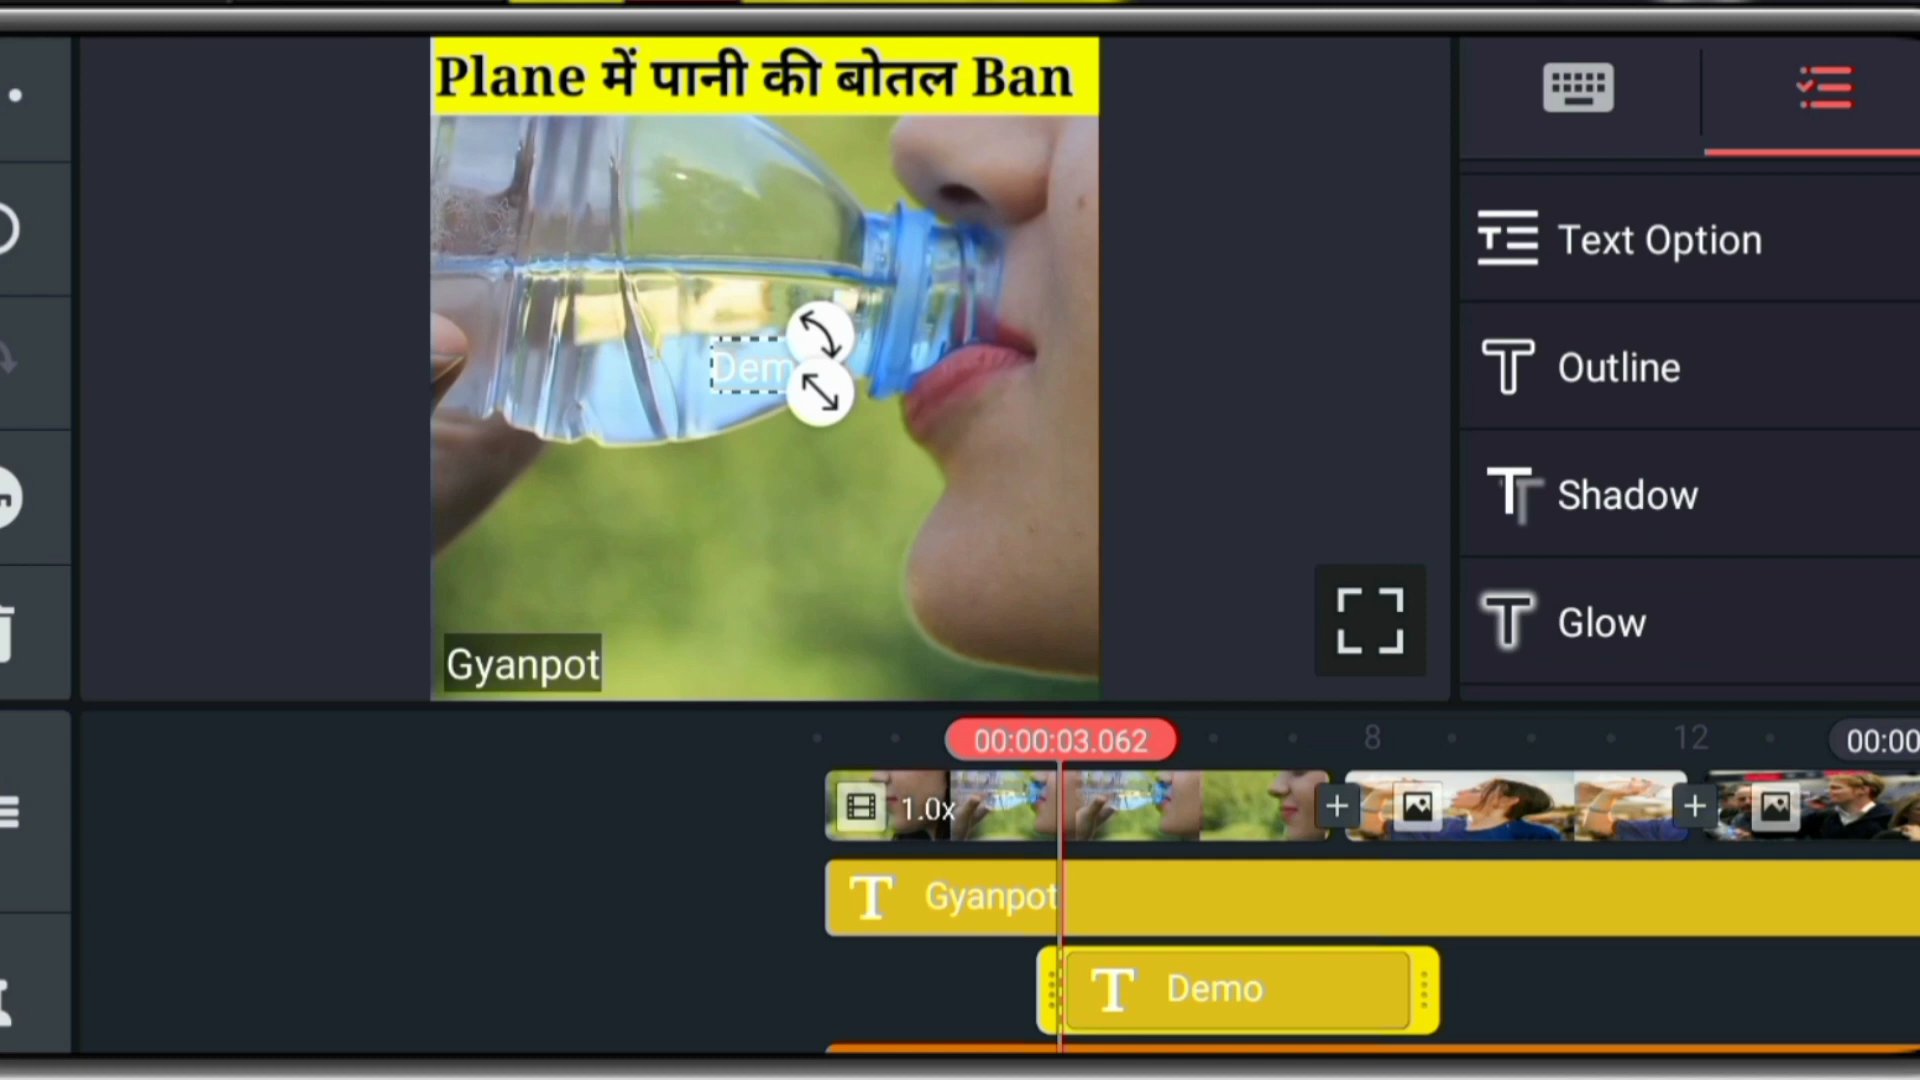 Plane में पानी की बोतल Ban
Dem
Gyanpot
Text Option
Outline
Shadow
Glow
00:00:03.062
8
12
00:00
1.0x
Gyanpot
Demo